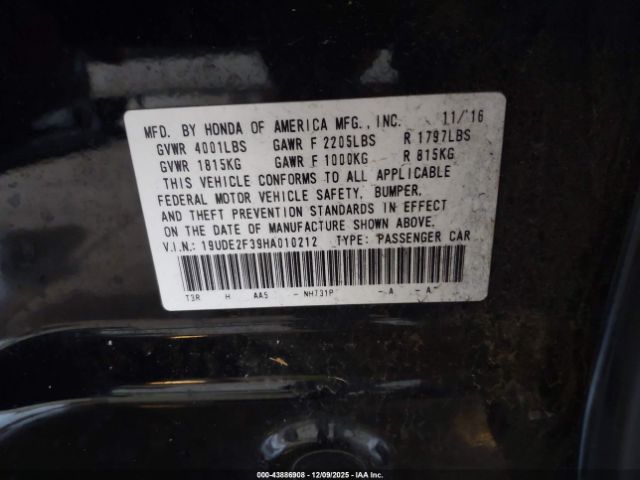 MFD. BY HONDA OF AMERICA MFG., INC. 11/'16
GVWR 4001LBS GAWR F 2205LBS R 1797LBS
GVWR 1815KG GAWR F 1000KG R 815KG
THIS VEHICLE CONFORMS TO ALL APPLICABLE
FEDERAL MOTOR VEHICLE SAFETY, BUMPER,
AND THEFT PREVENTION STANDARDS IN EFFECT
ON THE DATE OF MANUFACTURE SHOWN ABOVE.
V.I.N.: 19UDE2F39HA010212 TYPE: PASSENGER CAR
T3R H AA5 - NH731P - A - A -
000-43886908 - 12/09/2025 - IAAI.COM